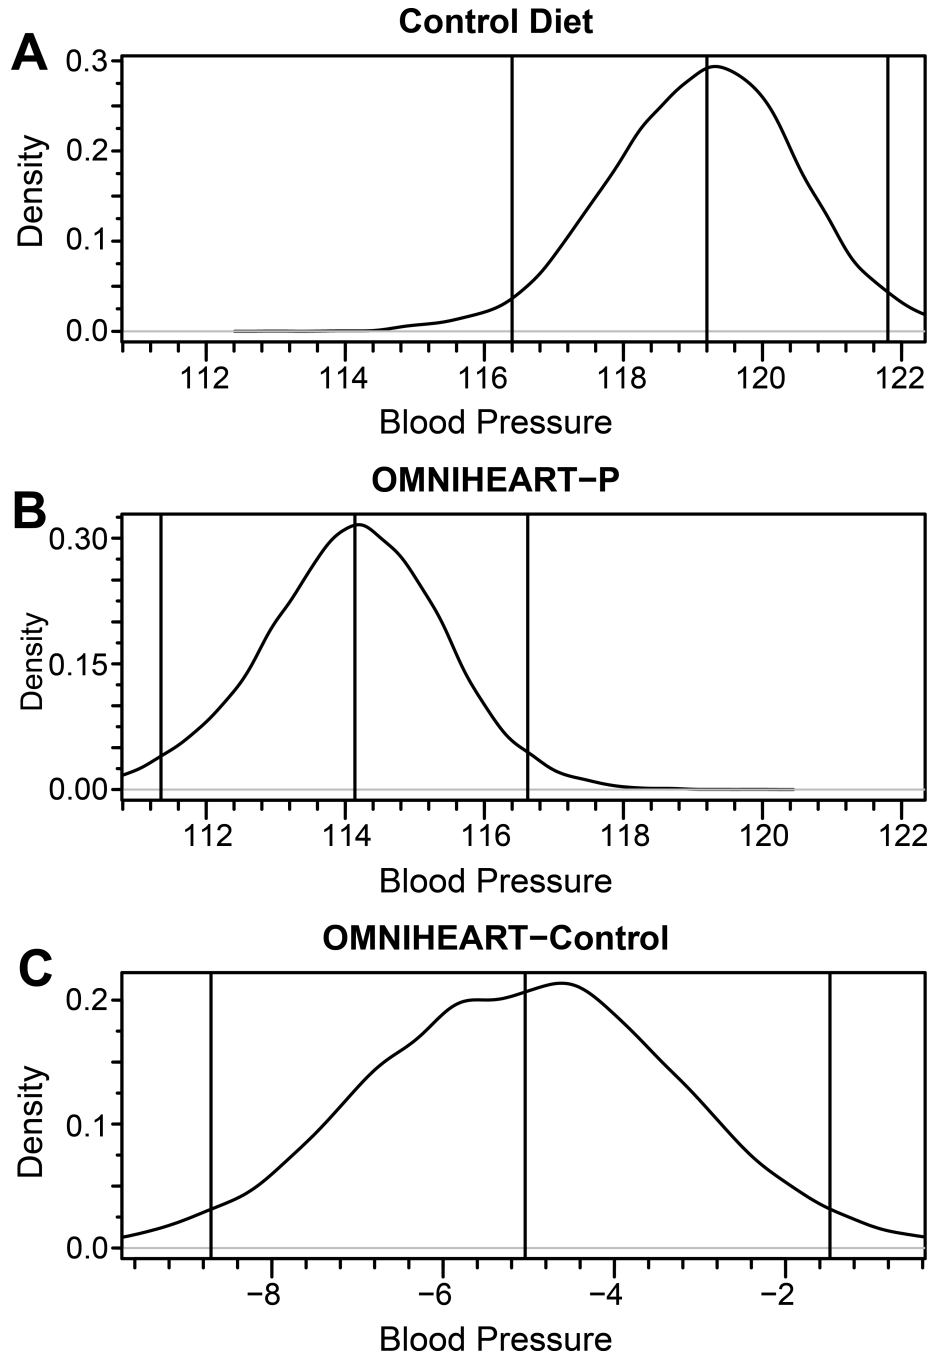 Control Diet
A
0.3
0.2
0.1
0.0
Density
112 114 116 118 120 122
Blood Pressure
OMNIHEART−P
B
0.30
0.15
0.00
Density
112 114 116 118 120 122
Blood Pressure
OMNIHEART−Control
C
0.2
0.1
0.0
Density
−8 −6 −4 −2
Blood Pressure